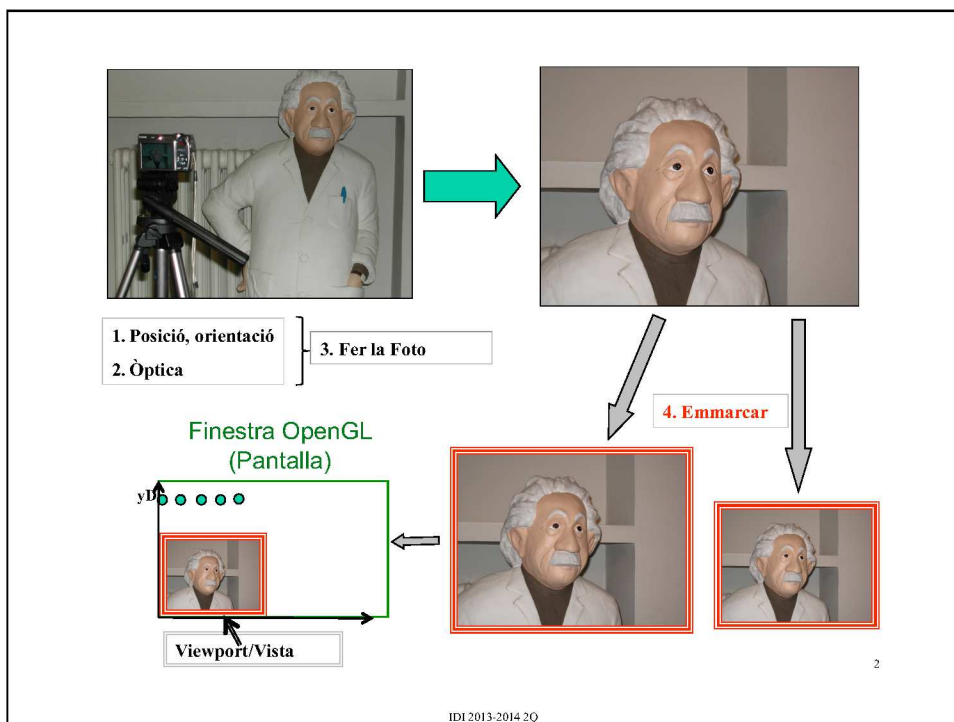 1. Posició, orientació
2. Òptica
3. Fer la Foto
4. Emmarcar
Finestra OpenGL
(Pantalla)
yD
Viewport/Vista
2
IDI 2013-2014 2Q